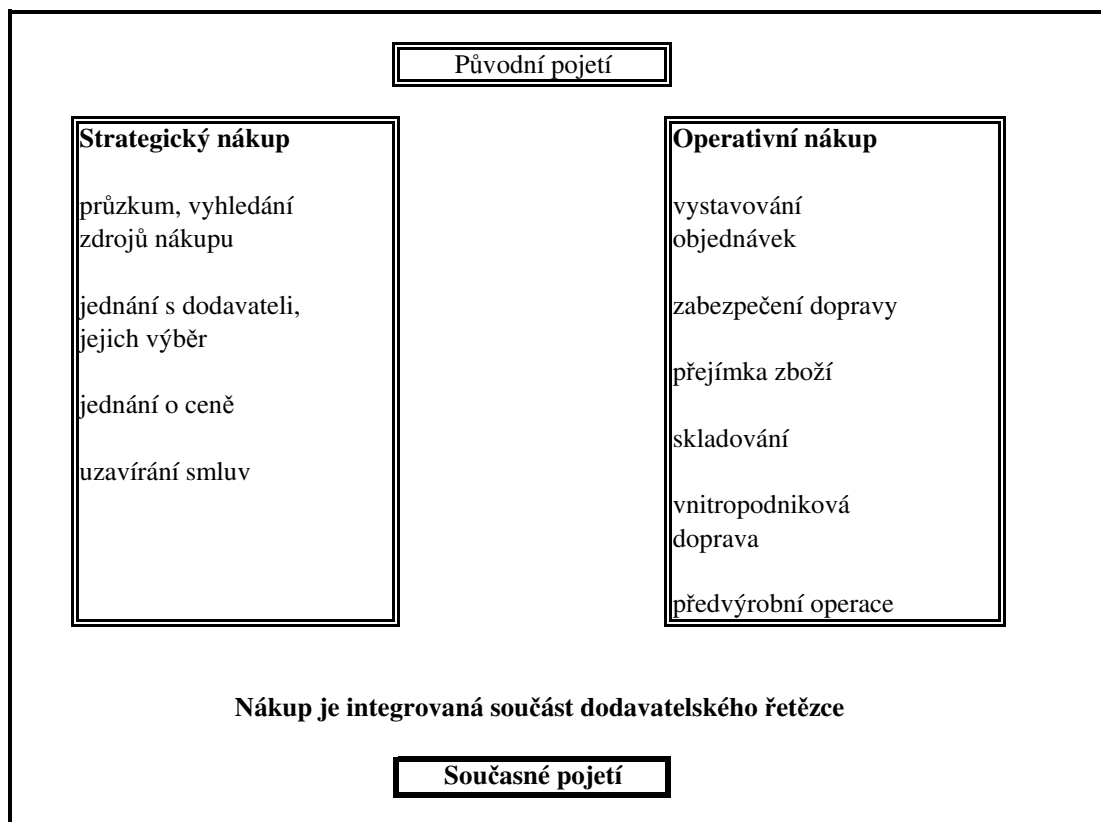 Původní pojetí
Strategický nákup
průzkum, vyhledání
zdrojů nákupu
jednání s dodavateli,
jejich výběr
jednání o ceně
uzavírání smluv
Operativní nákup
vystavování
objednávek
zabezpečení dopravy
přejímka zboží
skladování
vnitropodniková
doprava
předvýrobní operace
Nákup je integrovaná součást dodavatelského řetězce
Současné pojetí